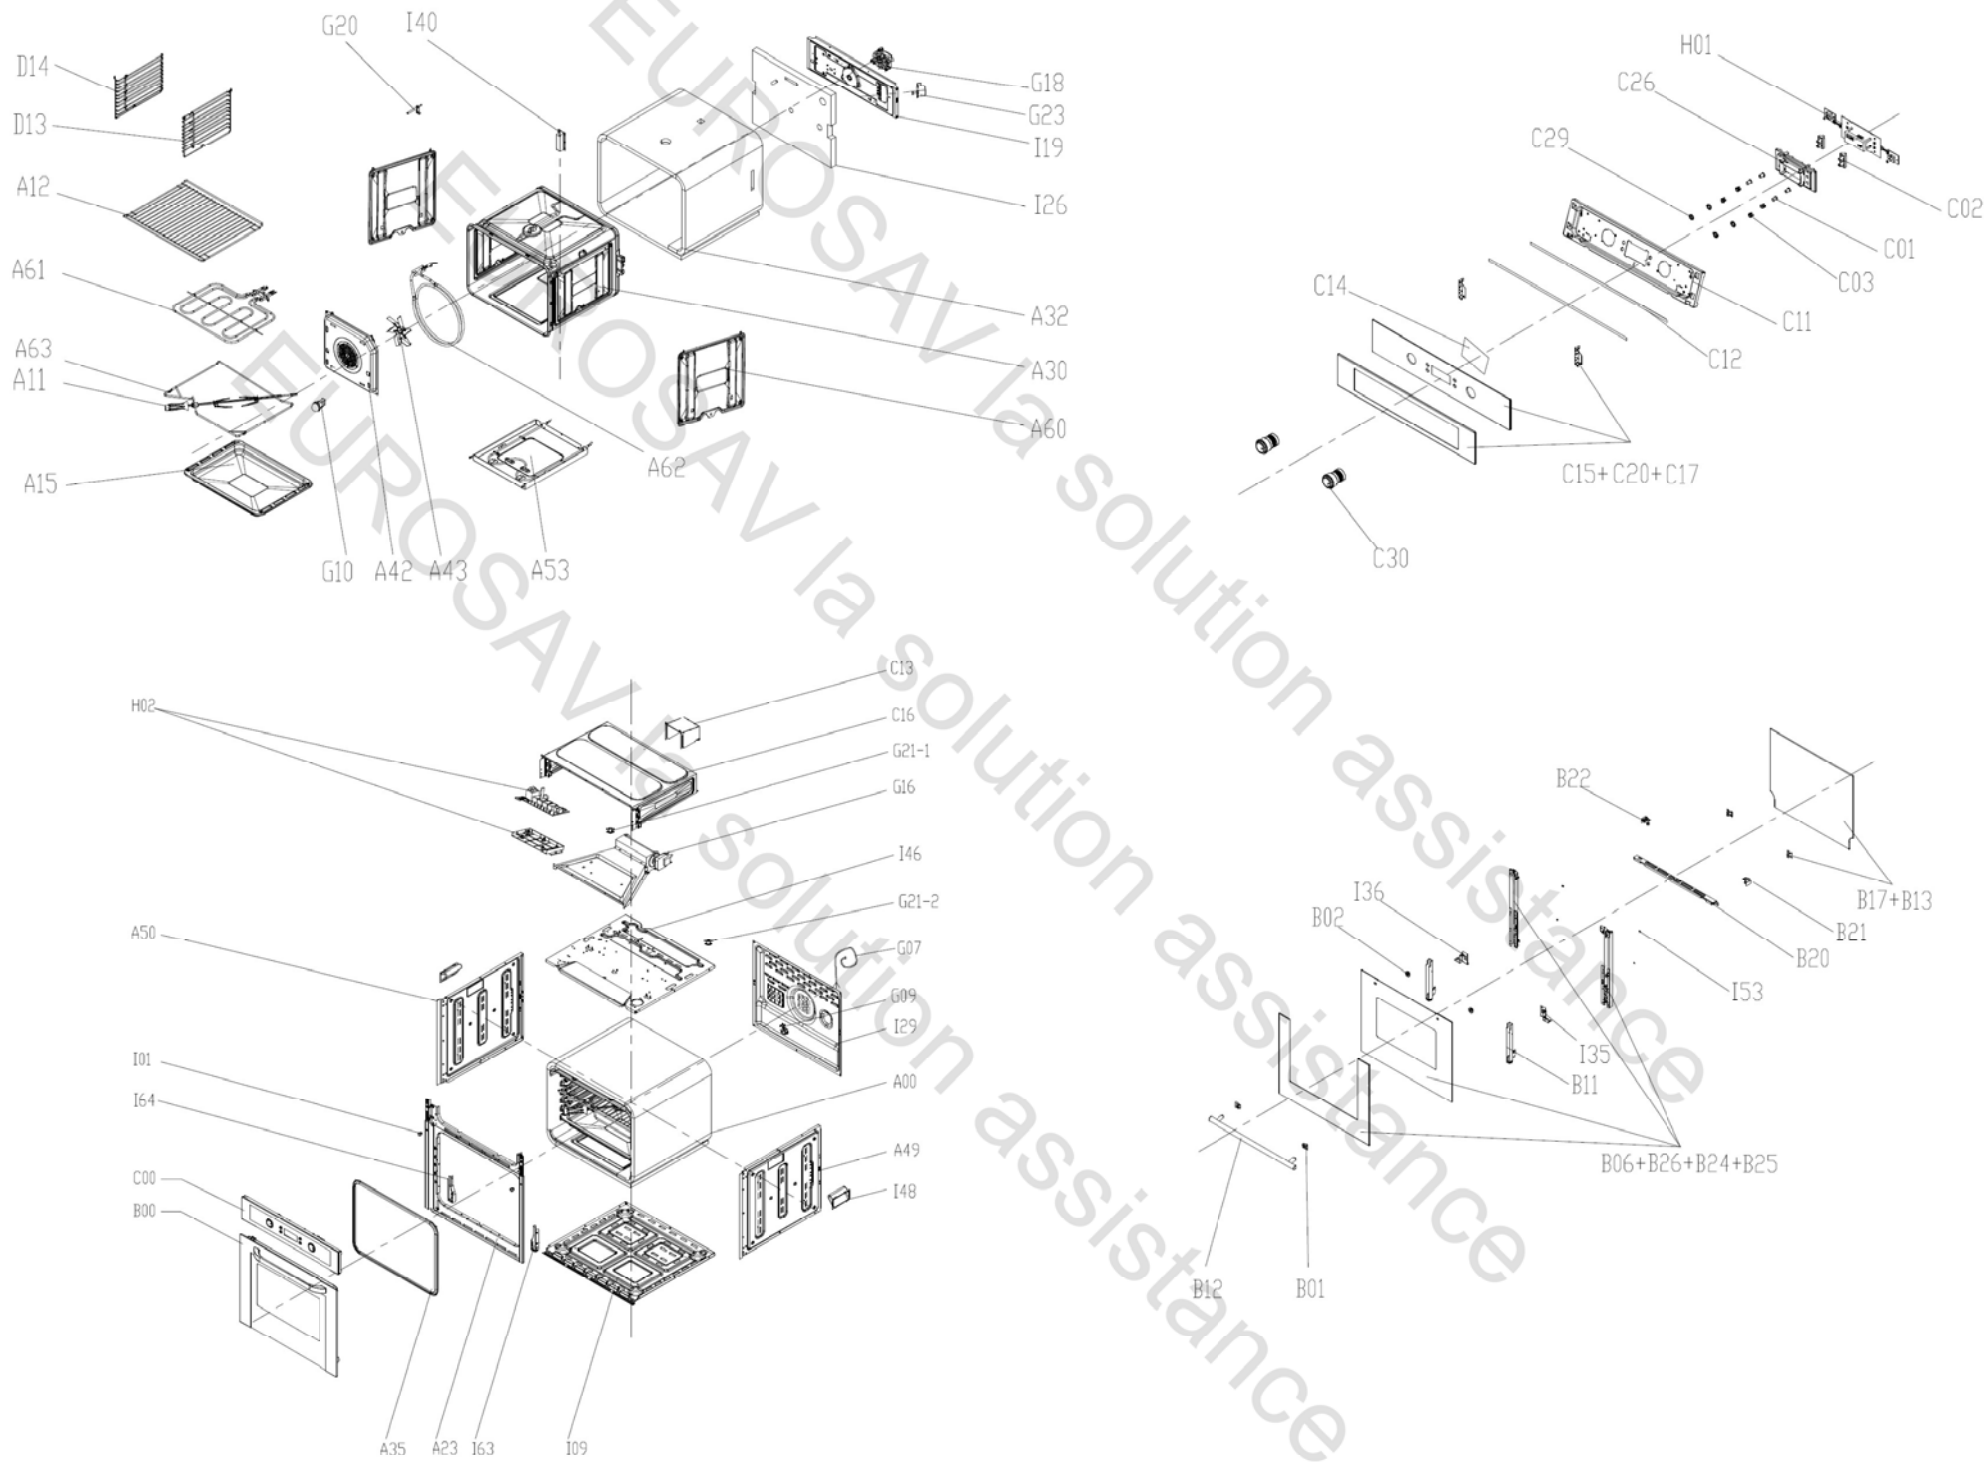 G20
I40
D14
D13
A12
A61
A63
A11
A15
G10
A42
A43
A53
A62
G18
G23
I19
I26
A32
A30
A60
H01
C26
C29
C02
C01
C03
C11
C12
C14
C15+C20+C17
C30
H02
C13
C16
G21-1
G16
I46
G21-2
G07
G09
I29
A00
A49
I48
A50
I01
I64
C00
B00
A35
A23
I63
I09
B22
B17+B13
B21
B20
I53
I36
B02
I35
B11
B06+B26+B24+B25
B12
B01
EUROSAV la solution assistance
EUROSAV la solution assistance
EUROSAV la solution assistance